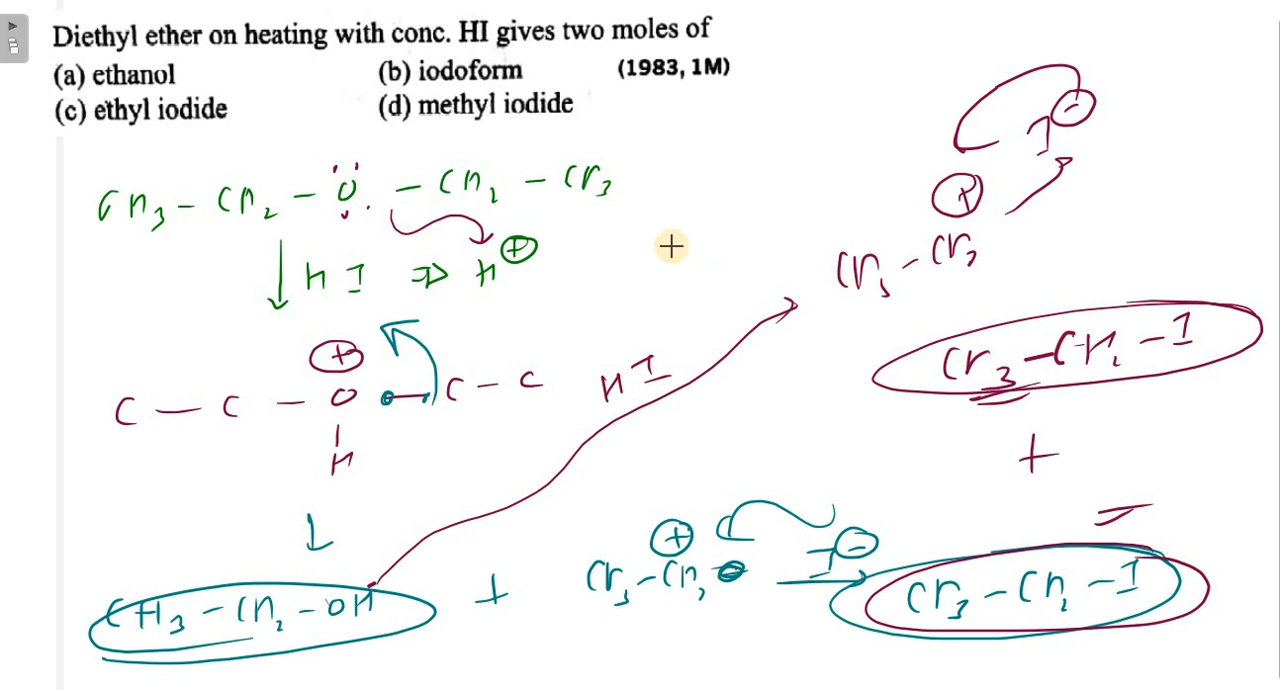 Diethyl ether on heating with conc. HI gives two moles of
(a) ethanol (b) iodoform (1983, 1M)
(c) ethyl iodide (d) methyl iodide
CH3 - CH2 - O - CH2 - CH3
HI ⇒ H⊕
⊕
C - C - O - C - C
H
HI
CH3 - CH2 - OH + CH3 - CH2 ⊕ I⊖ → CH3 - CH2 - I
I⊖
⊕
CH3 - CH2
CH3 - CH2 - I
+